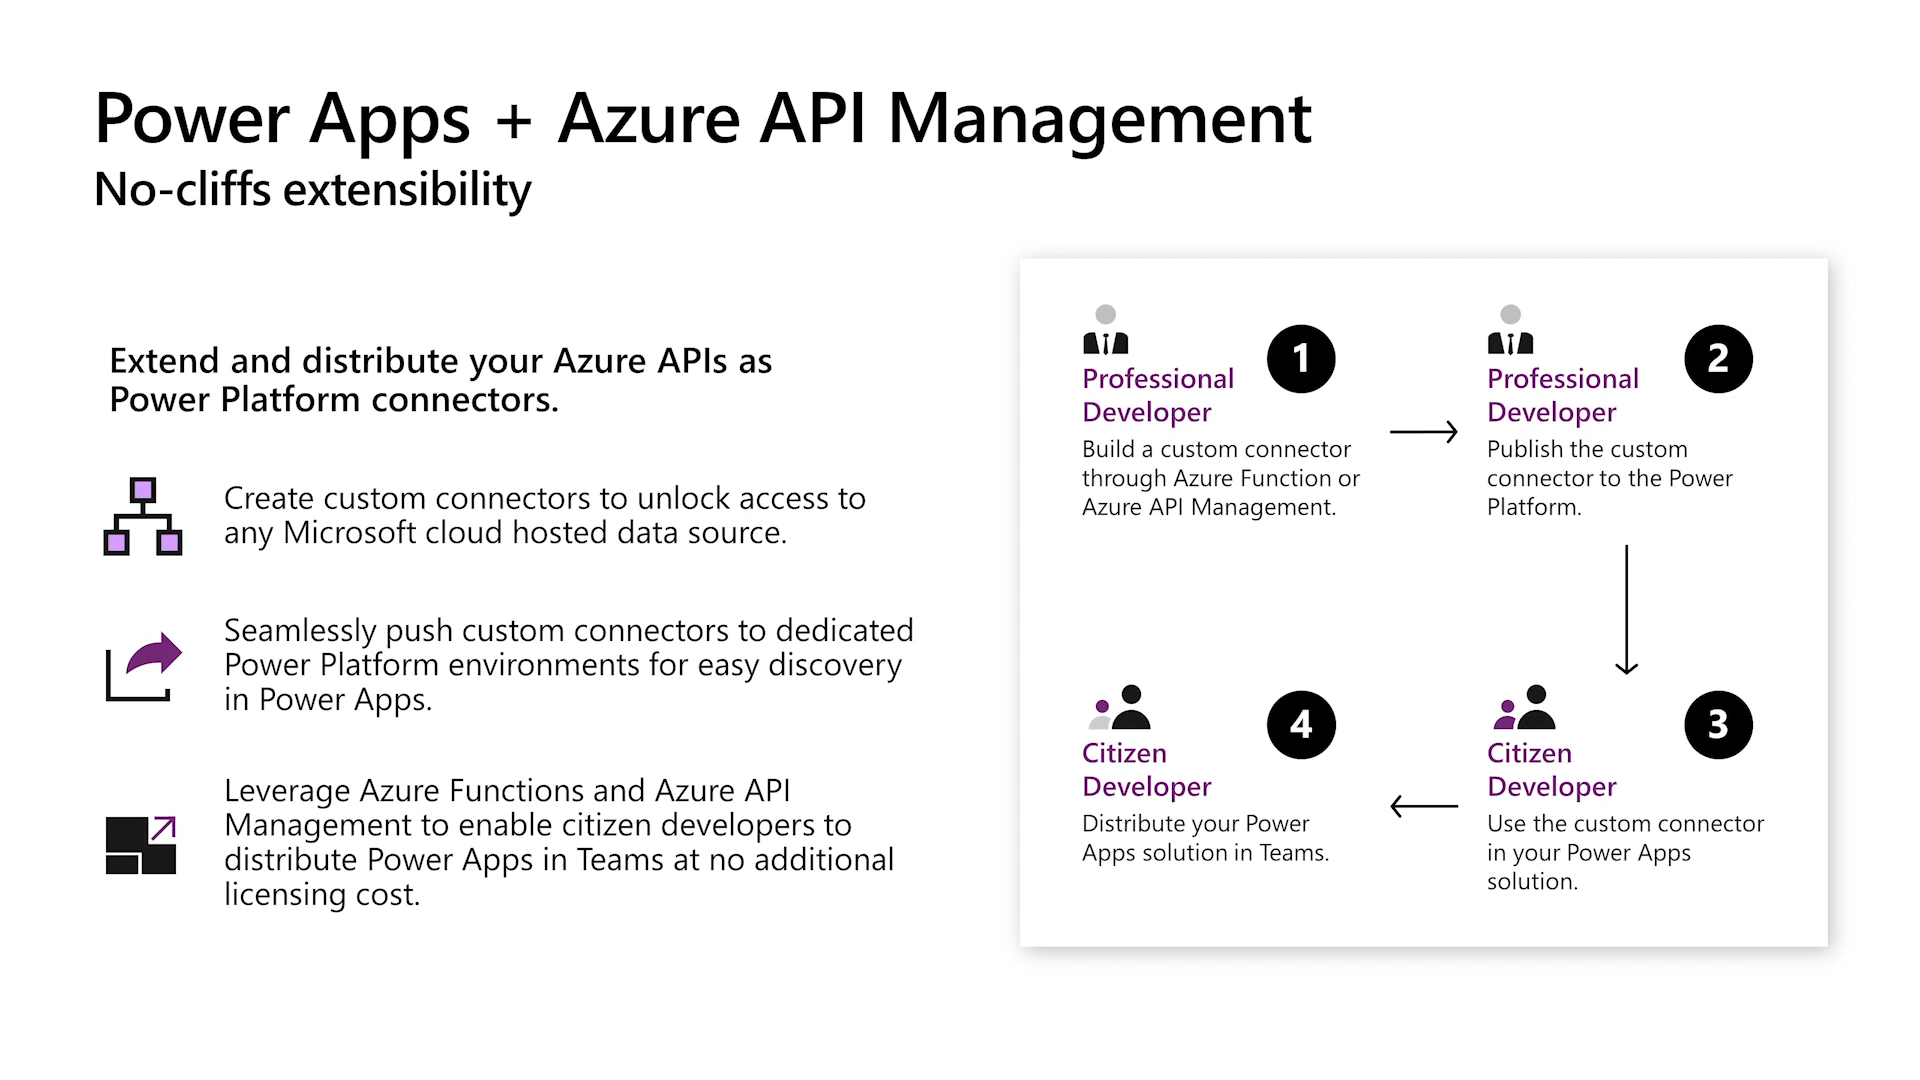 Power Apps + Azure API Management
No-cliffs extensibility
Extend and distribute your Azure APIs as
Power Platform connectors.
Create custom connectors to unlock access to
any Microsoft cloud hosted data source.
Seamlessly push custom connectors to dedicated
Power Platform environments for easy discovery
in Power Apps.
Leverage Azure Functions and Azure API
Management to enable citizen developers to
distribute Power Apps in Teams at no additional
licensing cost.
1
Professional
Developer
Build a custom connector
through Azure Function or
Azure API Management.
2
Professional
Developer
Publish the custom
connector to the Power
Platform.
3
Citizen
Developer
Use the custom connector
in your Power Apps
solution.
4
Citizen
Developer
Distribute your Power
Apps solution in Teams.